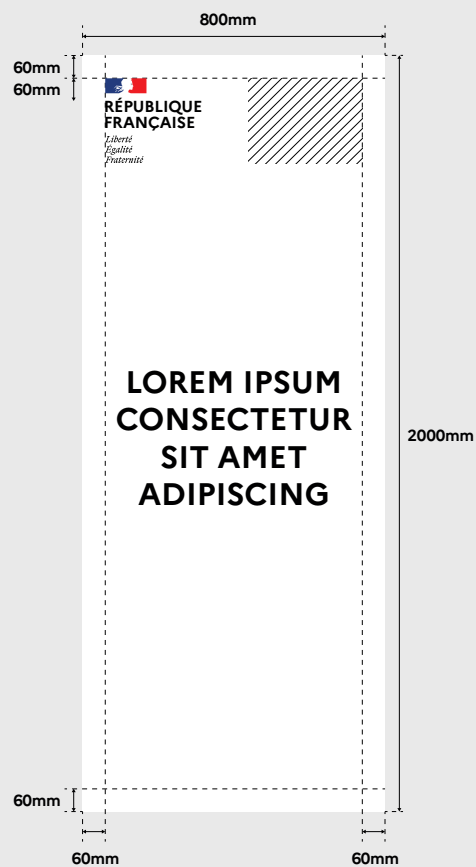 800mm
60mm
60mm
RÉPUBLIQUE
FRANÇAISE
Liberté
Égalité
Fraternité
LOREM IPSUM
CONSECTETUR
SIT AMET
ADIPISCING
2000mm
60mm
60mm
60mm